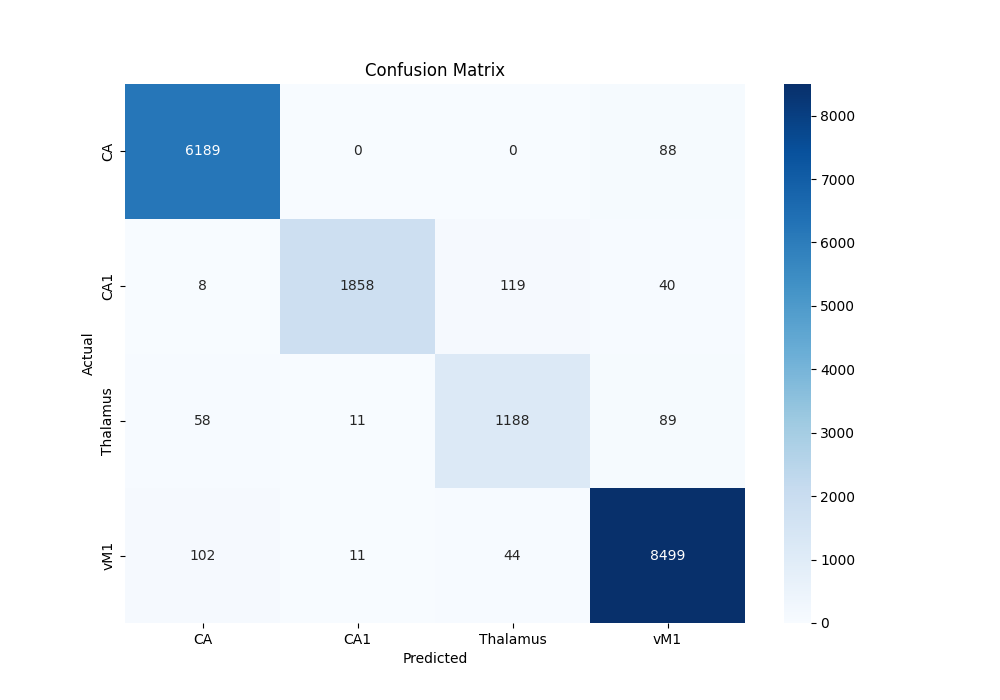 Confusion Matrix
CA 6189 0 0 88
CA1 8 1858 119 40
Thalamus 58 11 1188 89
vM1 102 11 44 8499
Actual
CA CA1 Thalamus vM1
Predicted
8000
7000
6000
5000
4000
3000
2000
1000
0